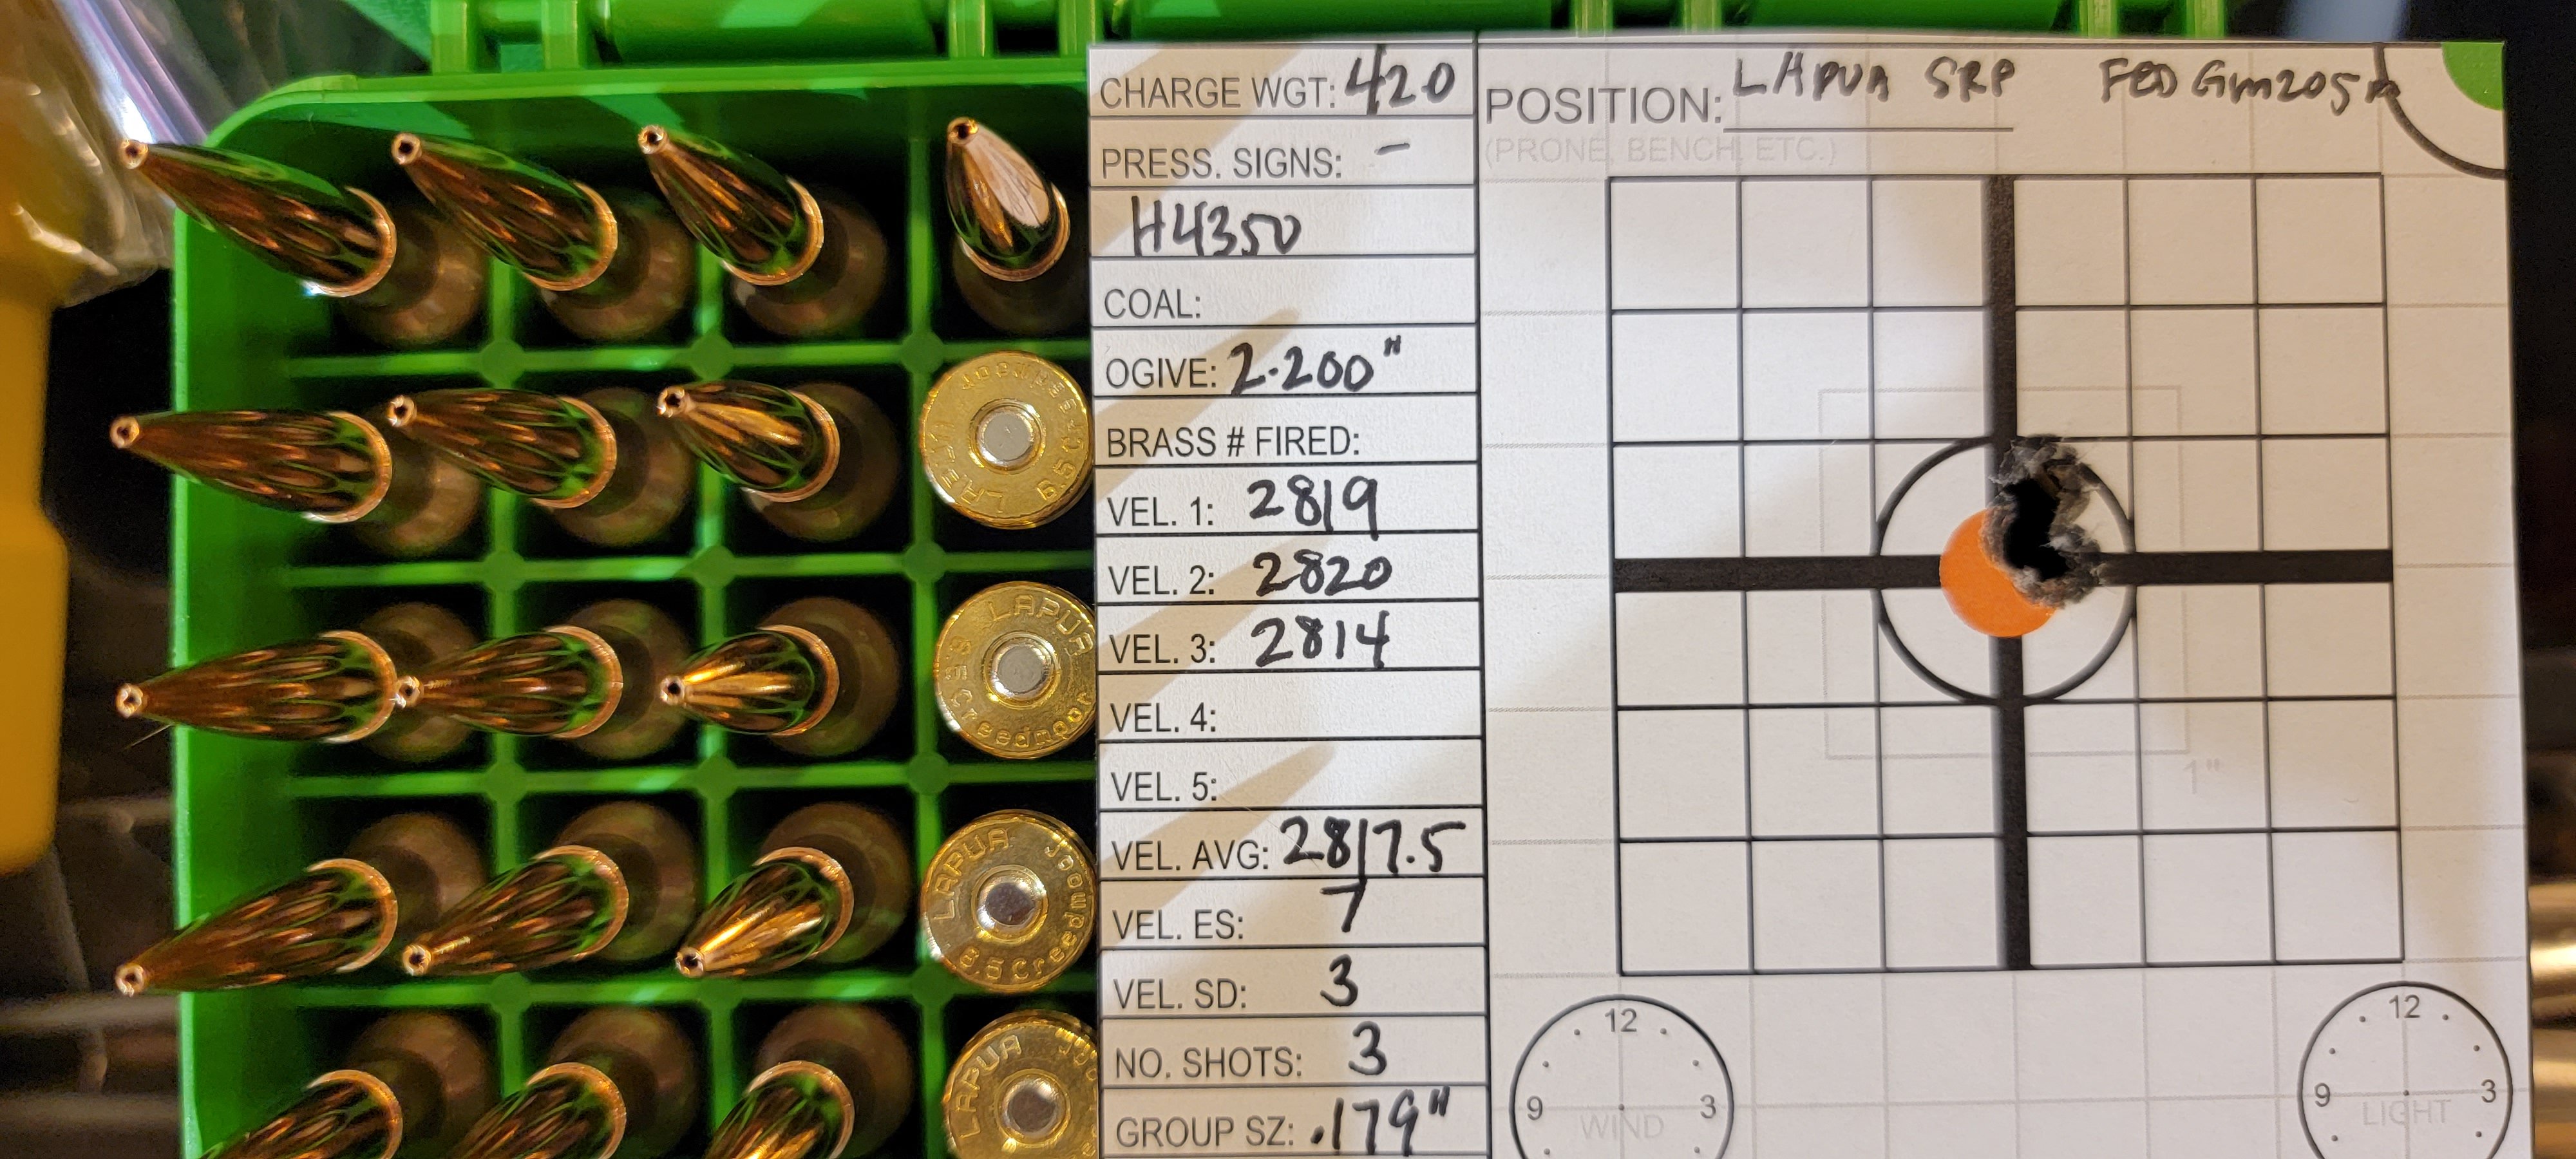 CHARGE WGT: 420
PRESS. SIGNS: -
H4350
COAL:
OGIVE: 2.200"
BRASS # FIRED:
VEL. 1: 2819
VEL. 2: 2820
VEL. 3: 2814
VEL. 4:
VEL. 5:
VEL. AVG: 2817.5
VEL. ES: 7
VEL. SD: 3
NO. SHOTS: 3
GROUP SZ: .179"
POSITION: LAPUA SRP FED Gm205m
(PRONE, BENCH, ETC.)
1"
12
9
3
WIND
12
9
3
LIGHT
LAPUA 6.5 Creedmoor
LAPUA 6.5 Creedmoor
LAPUA 6.5 Creedmoor
LAPUA